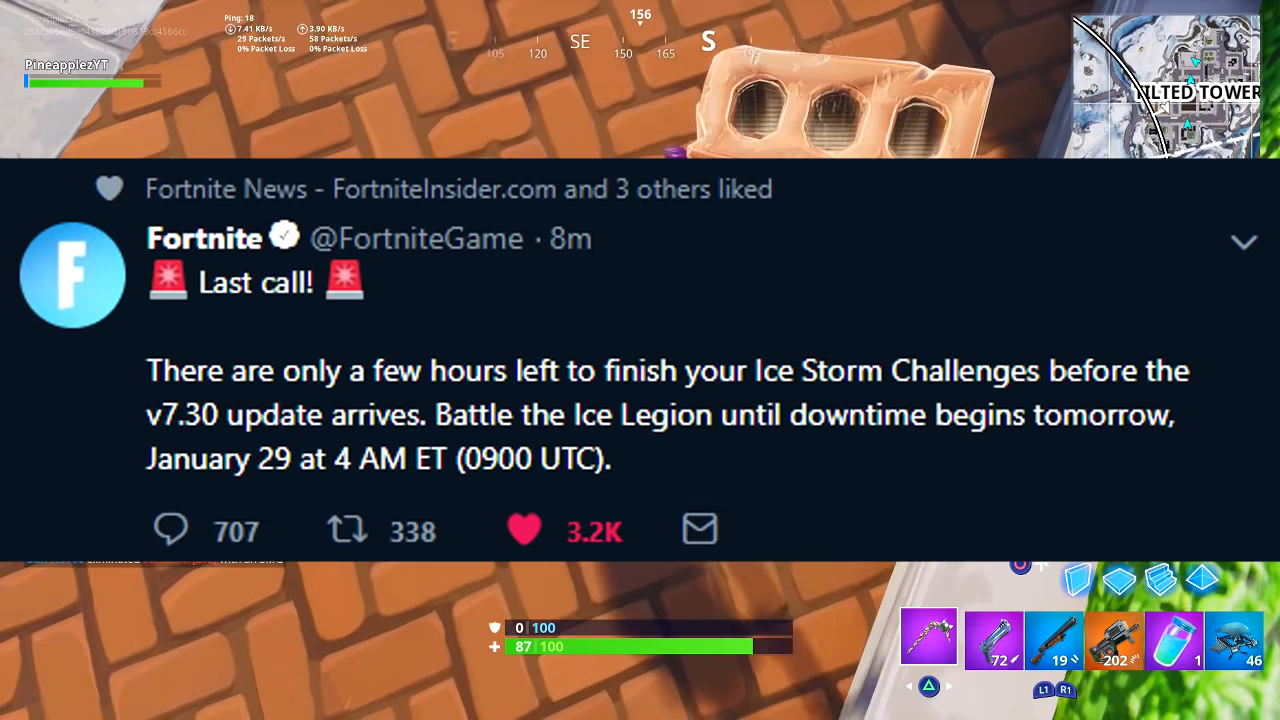 PineapplezYT
Ping: 18
7.41 KB/s 3.90 KB/s
29 Packets/s 58 Packets/s
0% Packet Loss 0% Packet Loss
156
E 105 120 SE 150 165 S
PineapplezYT
TILTED TOWER
Fortnite News - FortniteInsider.com and 3 others liked
F
Fortnite @FortniteGame · 8m
🚨 Last call! 🚨
There are only a few hours left to finish your Ice Storm Challenges before the
v7.30 update arrives. Battle the Ice Legion until downtime begins tomorrow,
January 29 at 4 AM ET (0900 UTC).
707 338 3.2K
0 | 100
87 | 100
72 19 202 1 46
L1 R1